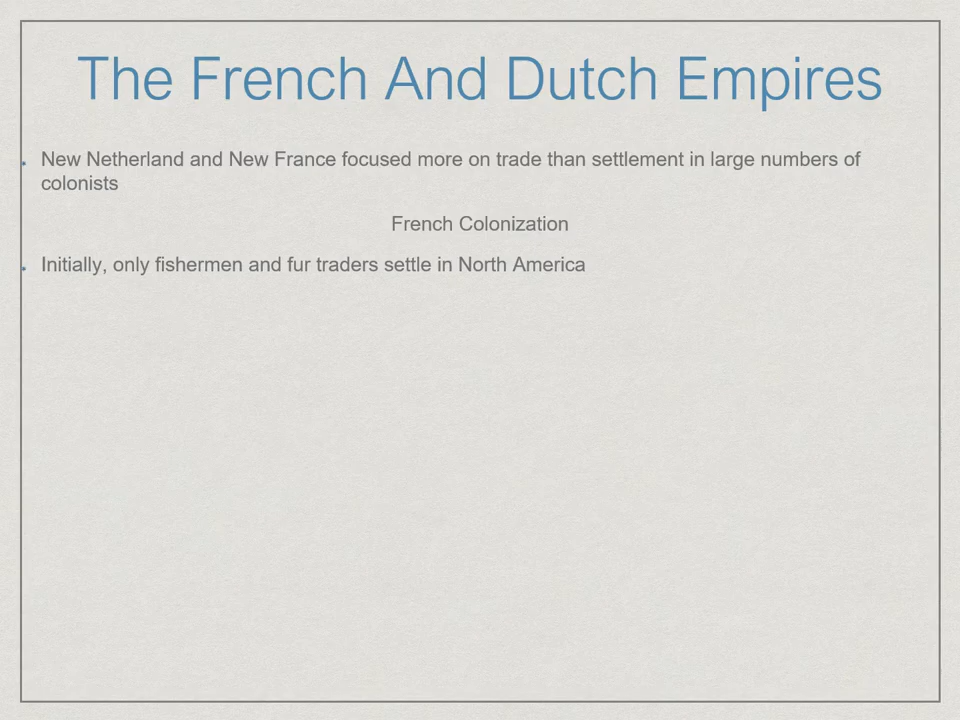 The French And Dutch Empires
• New Netherland and New France focused more on trade than settlement in large numbers of
colonists
French Colonization
• Initially, only fishermen and fur traders settle in North America